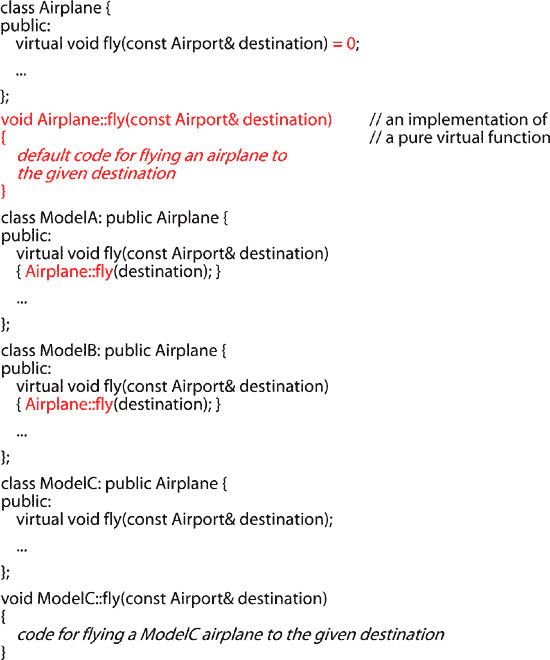 class Airplane {
public:
virtual void fly(const Airport& destination) = 0;
...
};
void Airplane::fly(const Airport& destination) // an implementation of
{ // a pure virtual function
default code for flying an airplane to
the given destination
}
class ModelA: public Airplane {
public:
virtual void fly(const Airport& destination)
{ Airplane::fly(destination); }
...
};
class ModelB: public Airplane {
public:
virtual void fly(const Airport& destination)
{ Airplane::fly(destination); }
...
};
class ModelC: public Airplane {
public:
virtual void fly(const Airport& destination);
...
};
void ModelC::fly(const Airport& destination)
{
code for flying a ModelC airplane to the given destination
}